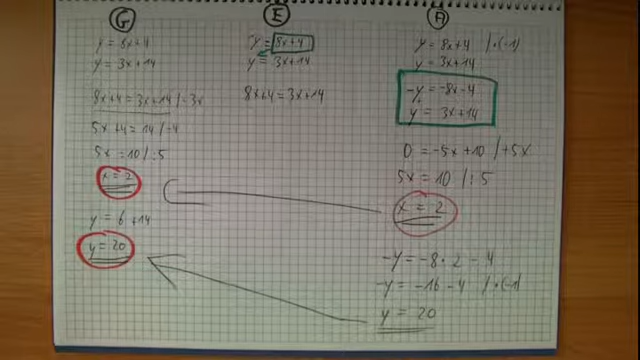 G
y = 8x+4
y = 3x+14
8x+4 = 3x+14 /-3x
5x+4 = 14 /-4
5x = 10 /:5
x = 2
y = 6+14
y = 20
E
y = 8x+4
y = 3x+14
8x+4 = 3x+14
A
y = 8x+4 /·(-1)
y = 3x+14
-y = -8x-4
y = 3x+14
0 = -5x+10 /+5x
5x = 10 /:5
x = 2
-y = -8·2-4
-y = -16-4 /·(-1)
y = 20